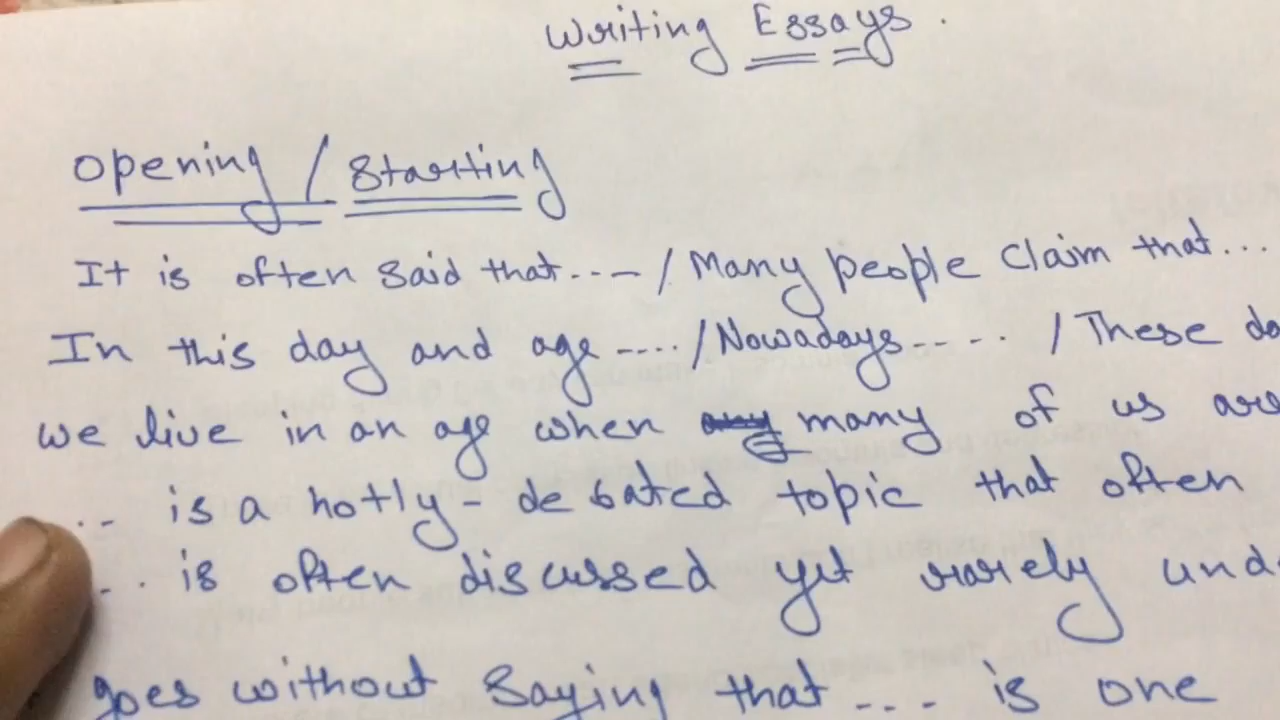 Writing Essays.
Opening / Starting
It is often said that...- / Many people claim that...
In this day and age .... / Nowadays..... / These
we live in an age when many of us
... is a hotly-debated topic that often
... is often discussed yet rarely
goes without saying that .... is one